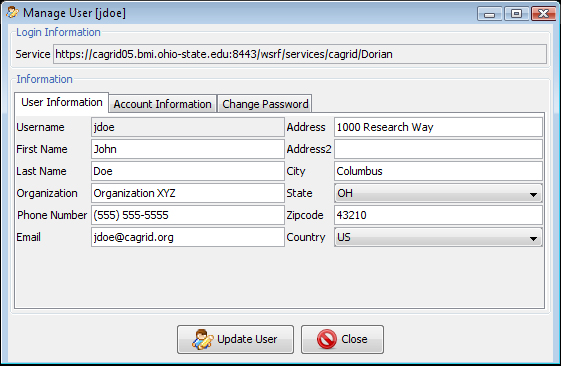 Manage User [jdoe]
Login Information
Service https://cagrid05.bmi.ohio-state.edu:8443/wsrf/services/cagrid/Dorian
Information
User Information Account Information Change Password
Username jdoe Address 1000 Research Way
First Name John Address2
Last Name Doe City Columbus
Organization Organization XYZ State OH
Phone Number (555) 555-5555 Zipcode 43210
Email jdoe@cagrid.org Country US
Update User Close